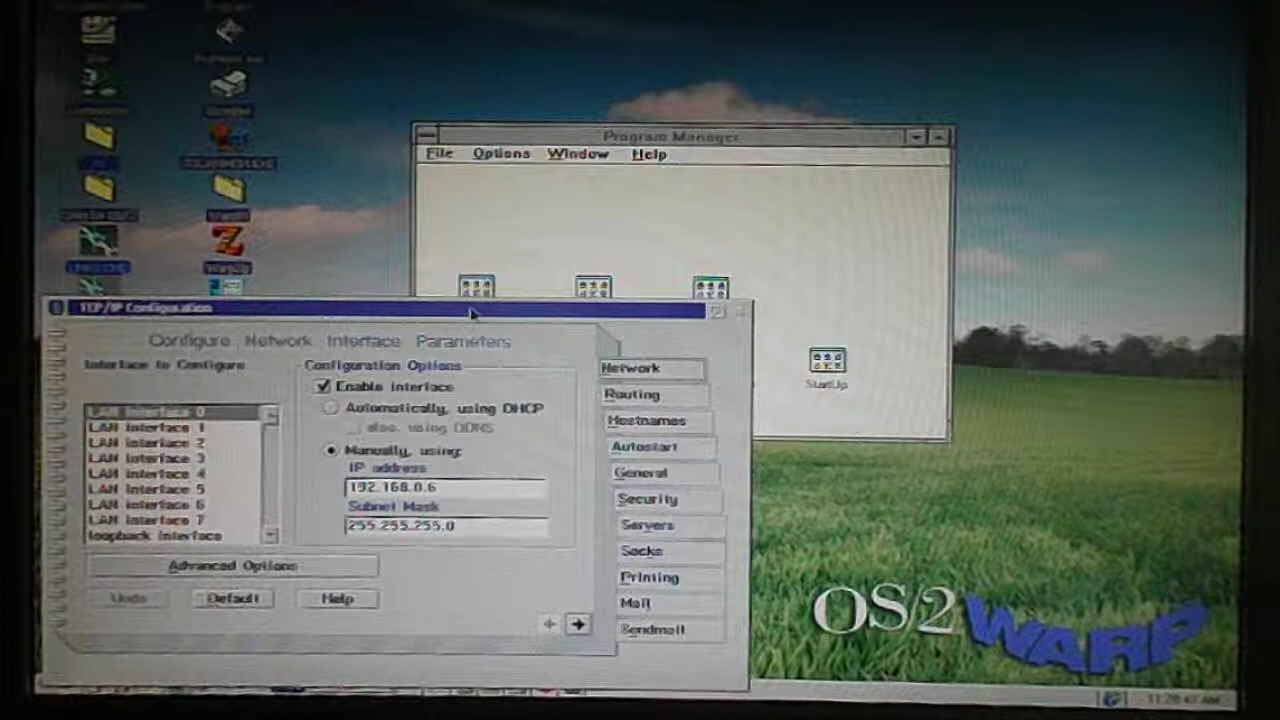 Program Manager
File Options Window Help
StartUp
TCP/IP Configuration
Configure Network Interface Parameters
Interface to Configure
LAN interface 0
LAN interface 1
LAN interface 2
LAN interface 3
LAN interface 4
LAN interface 5
LAN interface 6
LAN interface 7
loopback interface
Configuration Options
Enable interface
Automatically, using DHCP
also, using DDNS
Manually, using:
IP address
192.168.0.6
Subnet Mask
255.255.255.0
Advanced Options
Undo Default Help
Network
Routing
Hostnames
Autostart
General
Security
Servers
Socks
Printing
Mail
Sendmail
OS/2 WARP